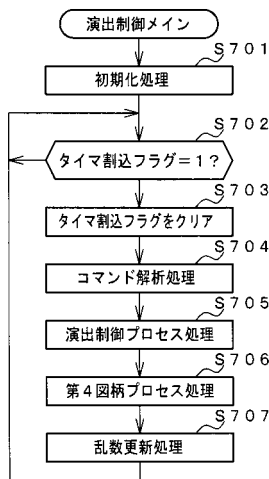 演出制御メイン
S701
初期化処理
S702
タイマ割込フラグ=1?
S703
タイマ割込フラグをクリア
S704
コマンド解析処理
S705
演出制御プロセス処理
S706
第4図柄プロセス処理
S707
乱数更新処理